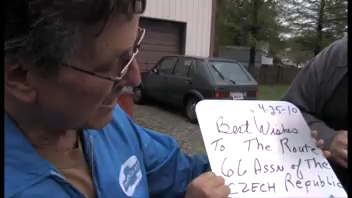 4-25-10
Best Wishes
To The Route
66 Assn of The
CZECH Republic